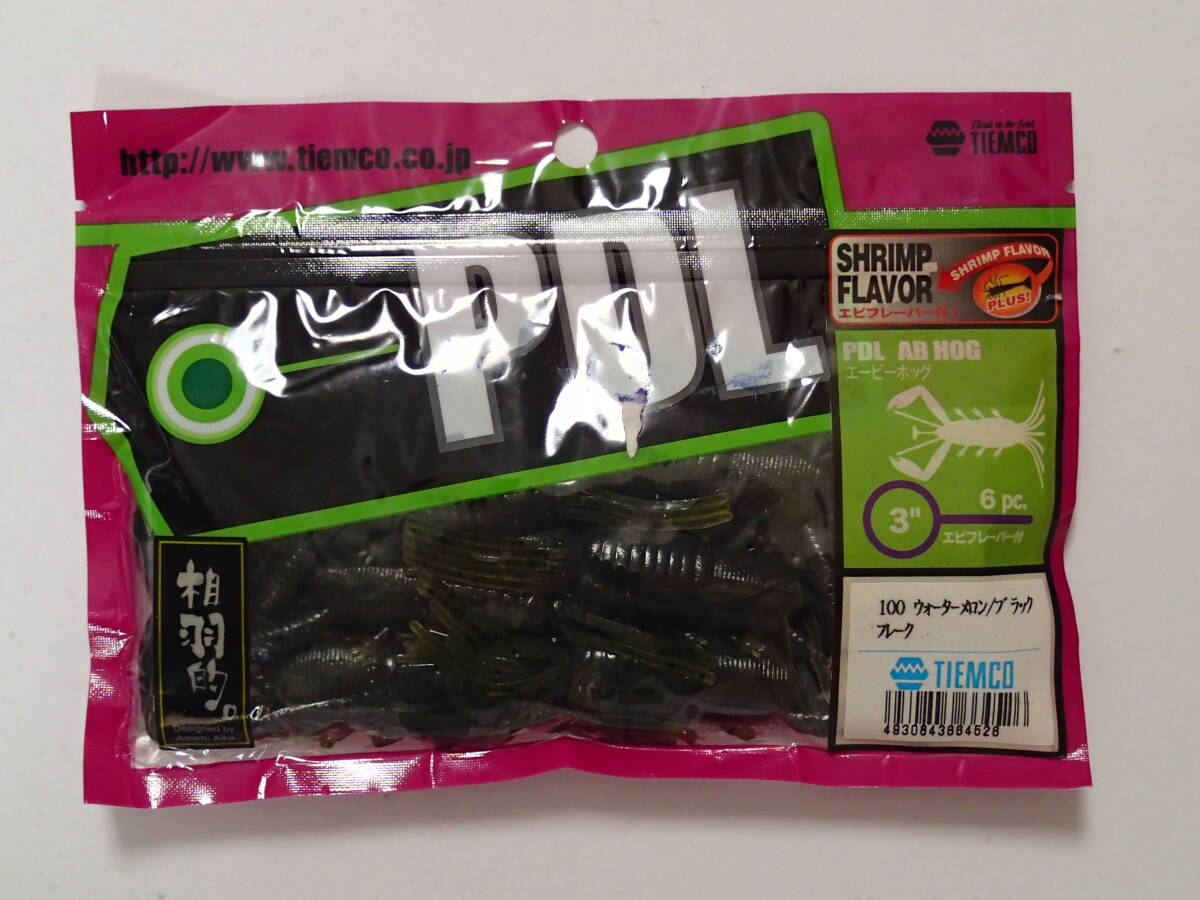 http://www.tiemco.co.jp
Think in the field.
TIEMCO
PDL
SHRIMP
FLAVOR
エビフレーバー付!
SHRIMP FLAVOR
PLUS!
PDL AB HOG
エービーホッグ
3"
6 pc.
エビフレーバー付
相羽的。
Designed by
Junichi Aiba
100 ウォーターメロン/ブラック
フレーク
TIEMCO
4930843864526